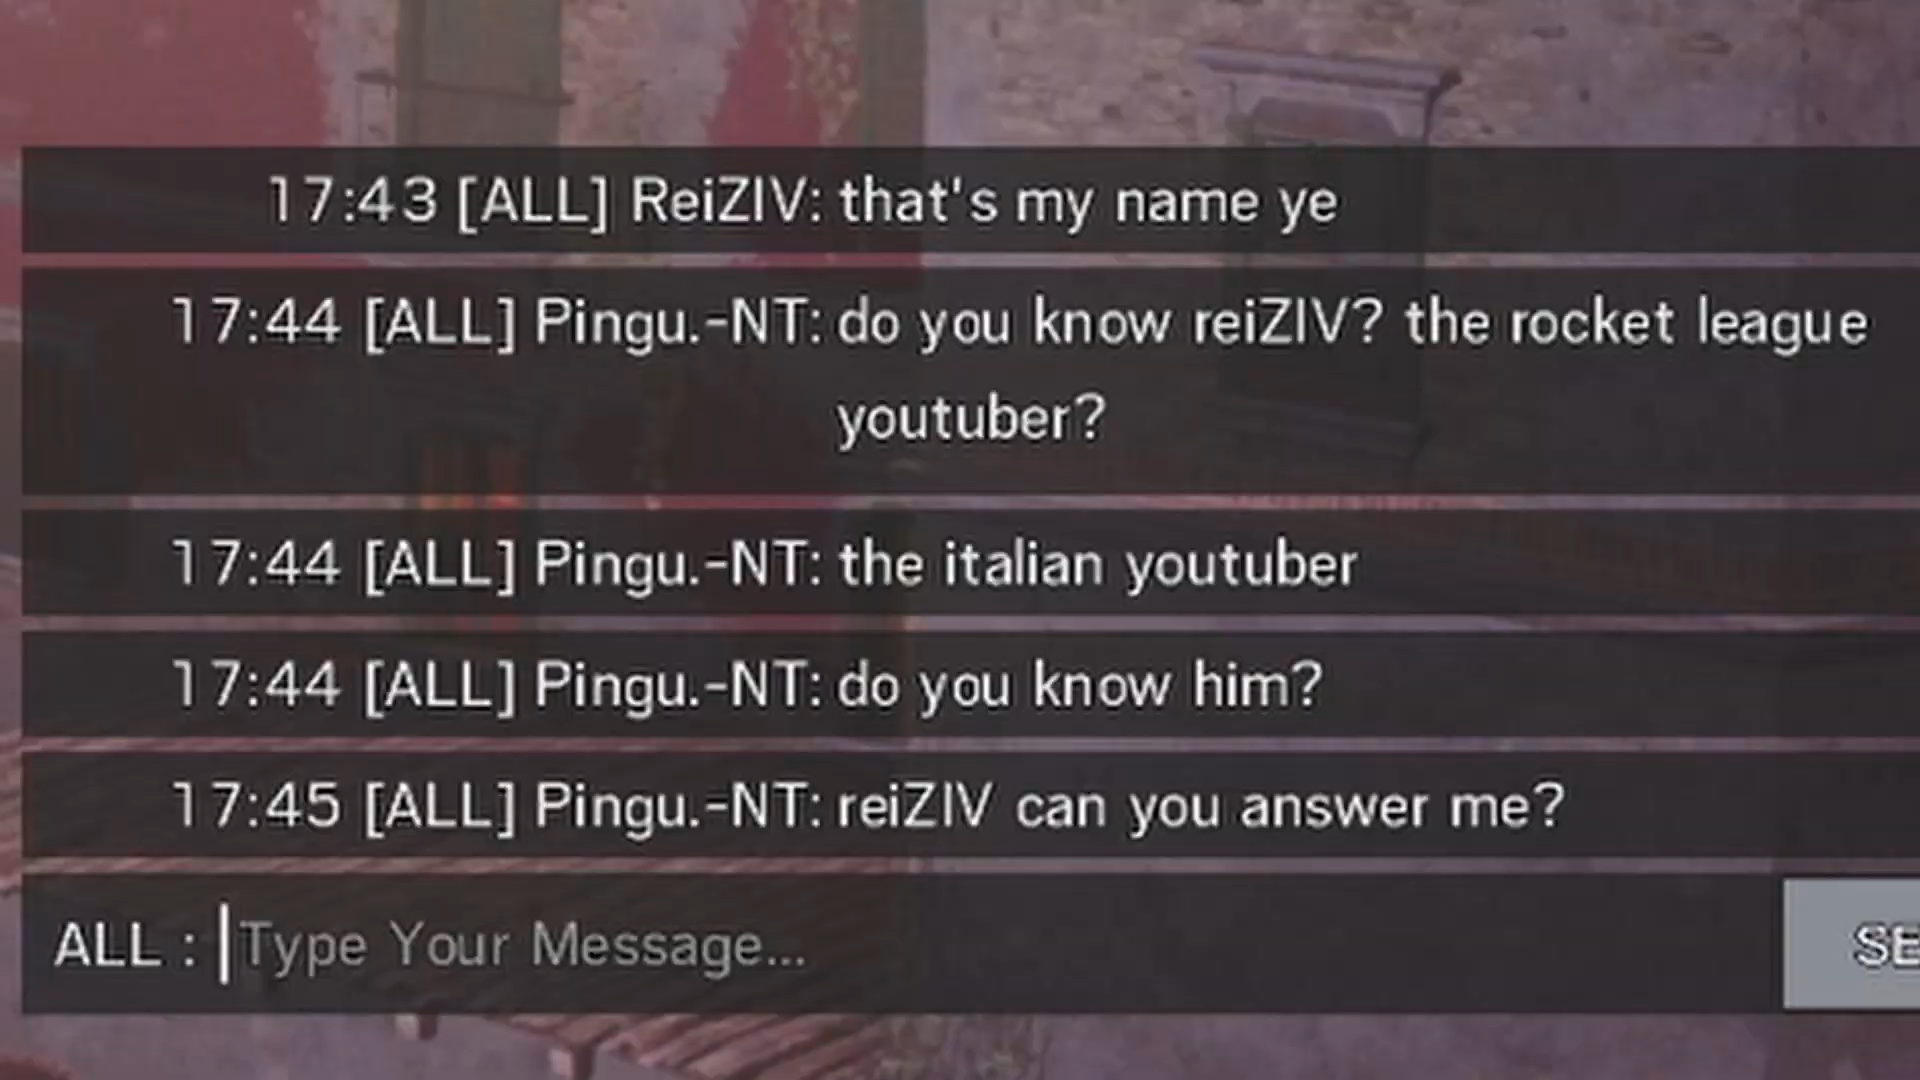 17:43 [ALL] ReiZIV: that's my name ye
17:44 [ALL] Pingu.-NT: do you know reiZIV? the rocket league
youtuber?
17:44 [ALL] Pingu.-NT: the italian youtuber
17:44 [ALL] Pingu.-NT: do you know him?
17:45 [ALL] Pingu.-NT: reiZIV can you answer me?
ALL : Type Your Message...